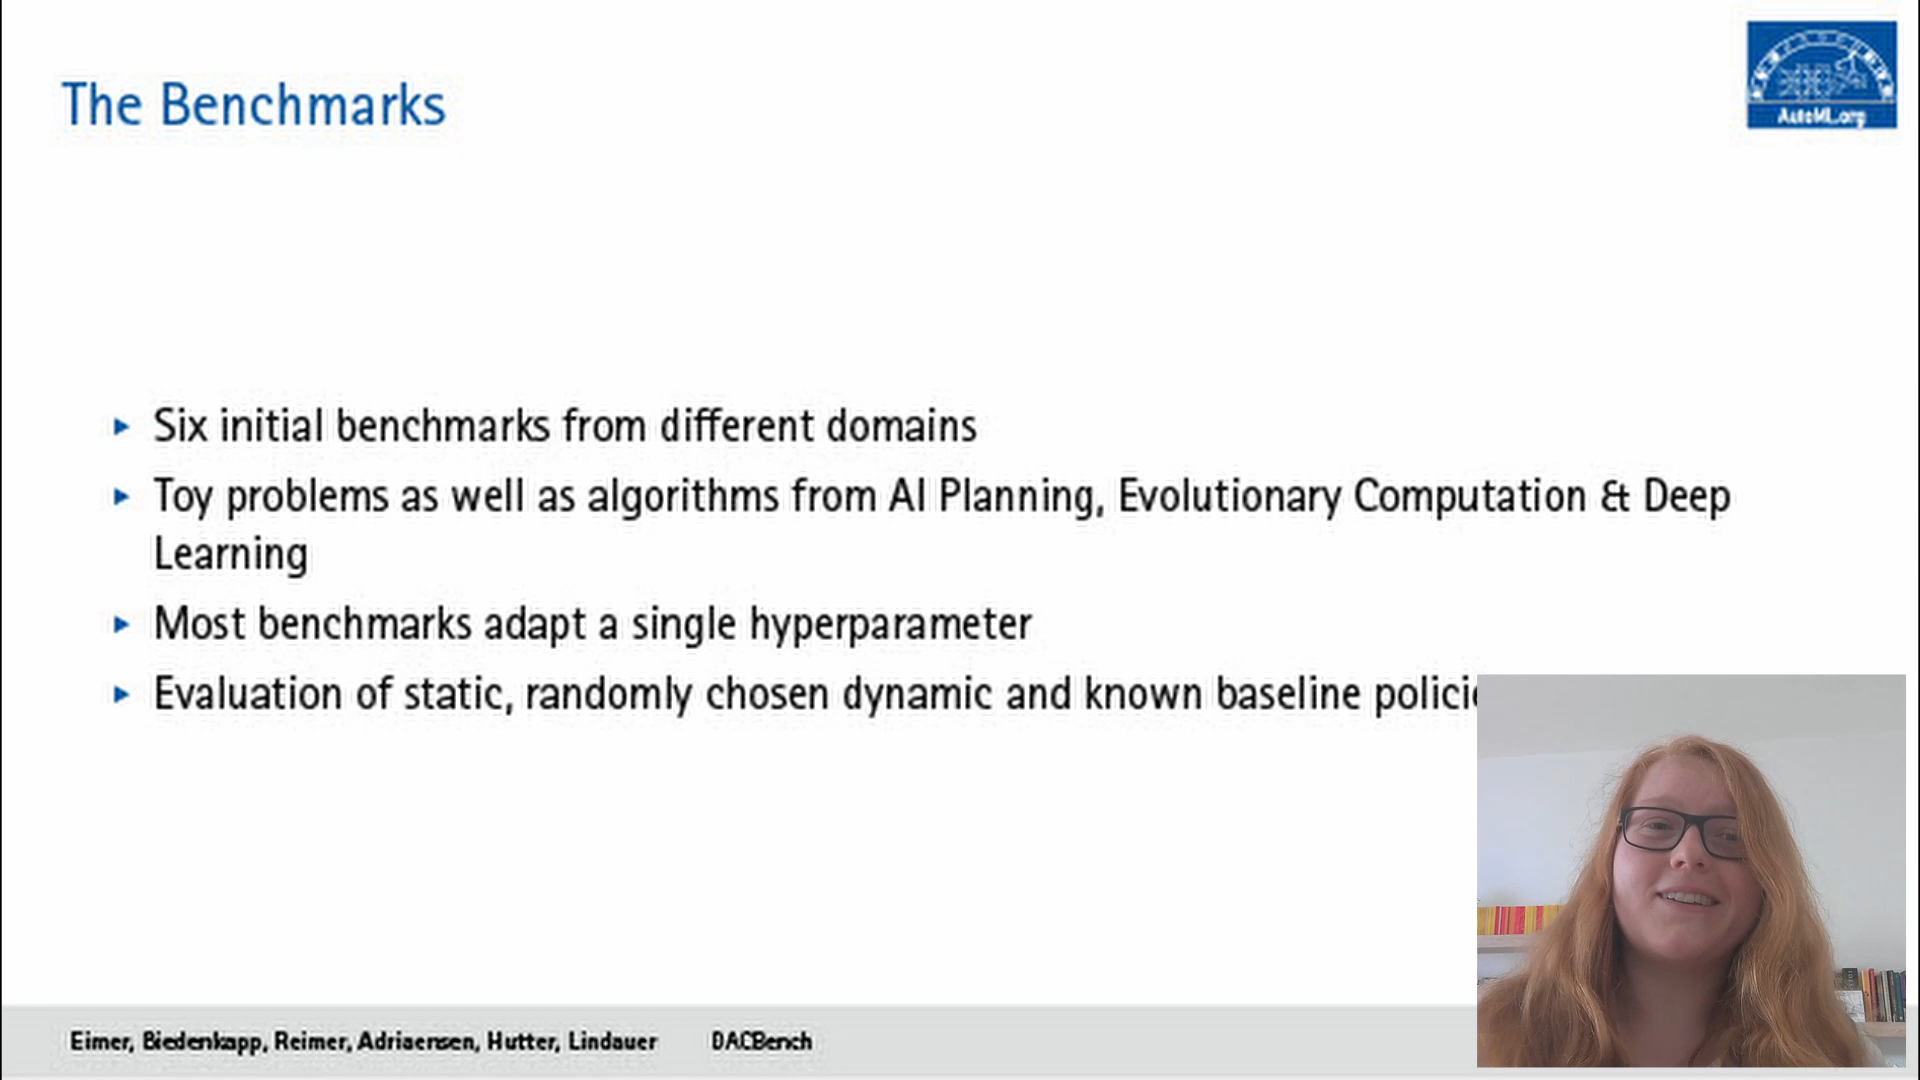 The Benchmarks
AutoML.org
Six initial benchmarks from different domains
Toy problems as well as algorithms from AI Planning, Evolutionary Computation & Deep
Learning
Most benchmarks adapt a single hyperparameter
Evaluation of static, randomly chosen dynamic and known baseline
Eimer, Biedenkapp, Reimer, Adriaensen, Hutter, Lindauer DACBench